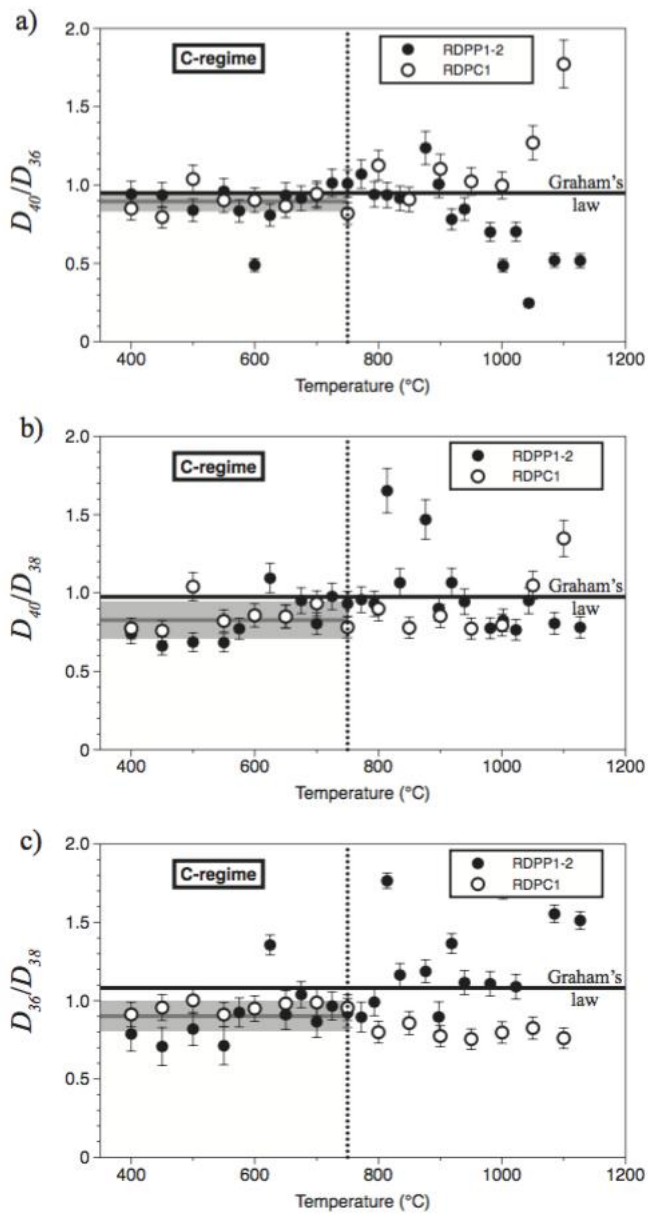 a)
2.0
C-regime
RDPP1-2
RDPC1
1.5
D40/D36
1.0
Graham's
law
0.5
0
400
600
800
1000
1200
Temperature (°C)
b)
2.0
C-regime
RDPP1-2
RDPC1
1.5
D40/D38
1.0
Graham's
law
0.5
0
400
600
800
1000
1200
Temperature (°C)
c)
2.0
C-regime
RDPP1-2
RDPC1
1.5
D36/D38
Graham's
law
1.0
0.5
0
400
600
800
1000
1200
Temperature (°C)